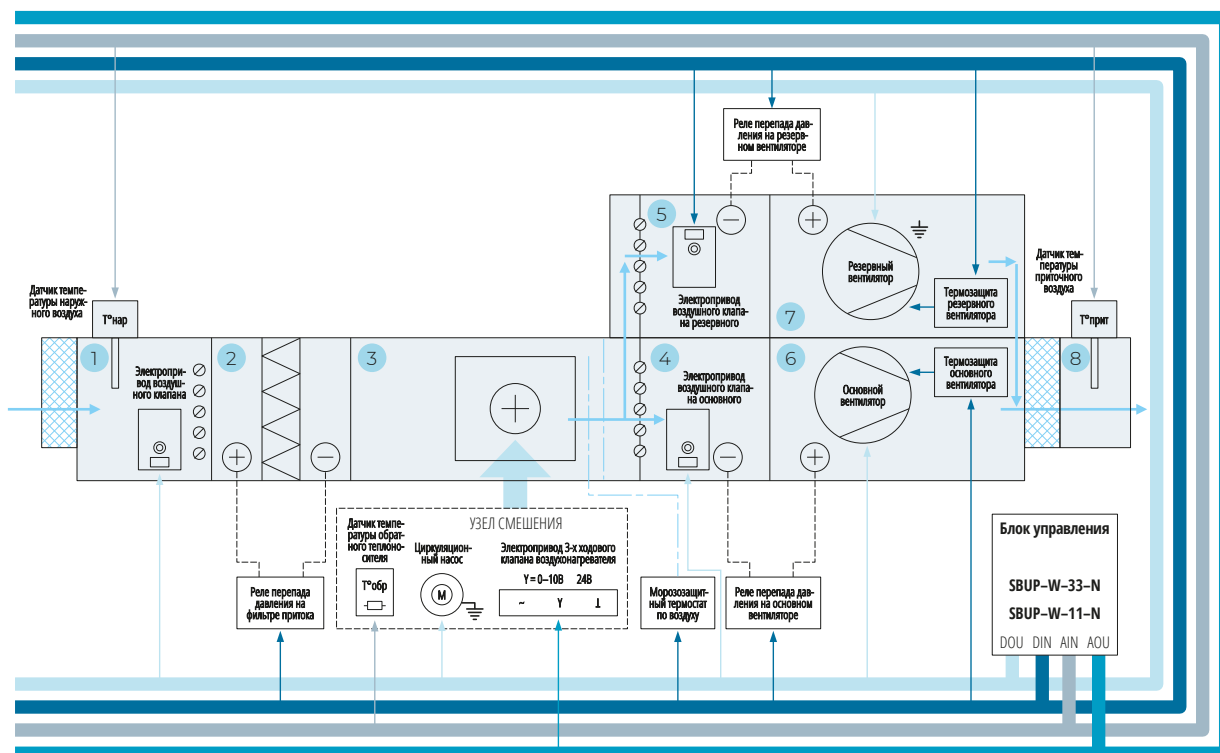 Реле перепада дав-
ления на резерв-
ном вентиляторе
5
Резервный
вентилятор
Термозащита
резервного
вентилятора
Электропривод
воздушного клапа-
на резервного
7
Датчик темпе-
ратуры наруж-
ного воздуха
T°нар
Датчик тем-
пературы
приточного
воздуха
T°прит
1
Электропри-
вод воздуш-
ного клапана
2
3
4
Электропривод
воздушного клапа-
на основного
6
Основной
вентилятор
Термозащита
основного
вентилятора
8
УЗЕЛ СМЕШЕНИЯ
Датчик темпе-
ратуры обрат-
ного теплоно-
сителя
T°обр
Циркуляцион-
ный насос
M
Электропривод 3-х ходового
клапана воздухонагревателя
Y = 0–10В 24В
~ Y 1
Реле перепада
давления на
фильтре притока
Морозозащит-
ный термостат
по воздуху
Реле перепада дав-
ления на основном
вентиляторе
Блок управления
SBUP–W–33–N
SBUP–W–11–N
DOU DIN AIN AOU